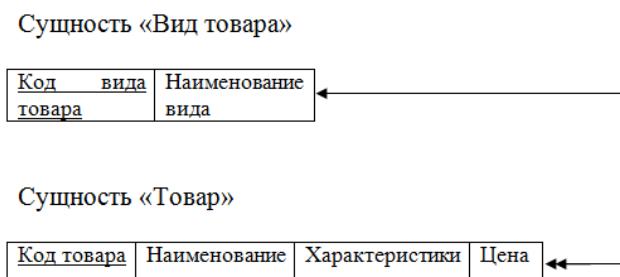 Сущность «Вид товара»
Код вида Наименование
товара вида
Сущность «Товар»
Код товара Наименование Характеристики Цена